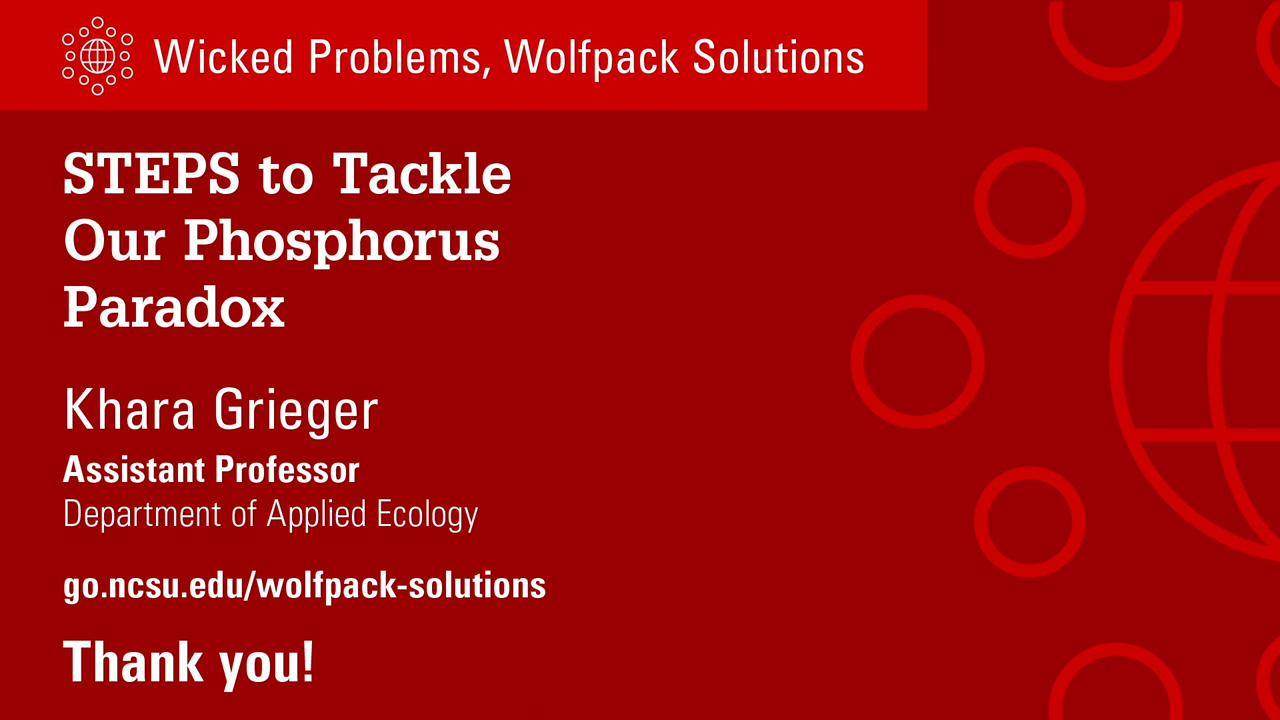 Wicked Problems, Wolfpack Solutions
STEPS to Tackle
Our Phosphorus
Paradox
Khara Grieger
Assistant Professor
Department of Applied Ecology
go.ncsu.edu/wolfpack-solutions
Thank you!